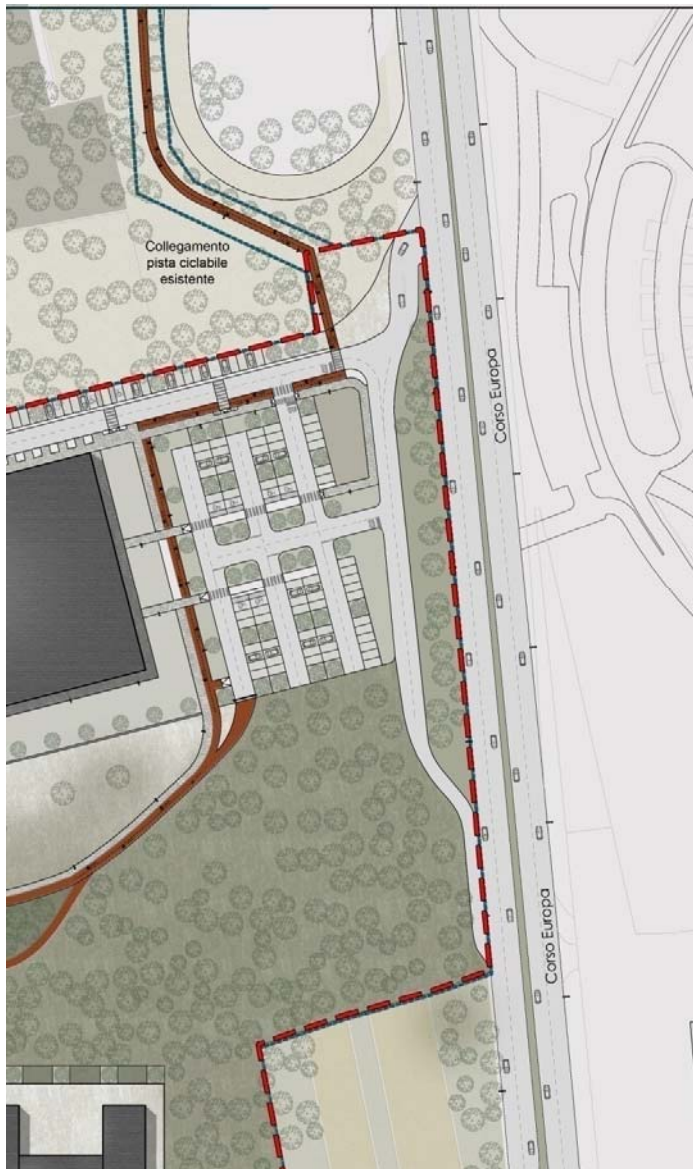 Collegamento
pista ciclabile
esistente
Corso Europa
Corso Europa